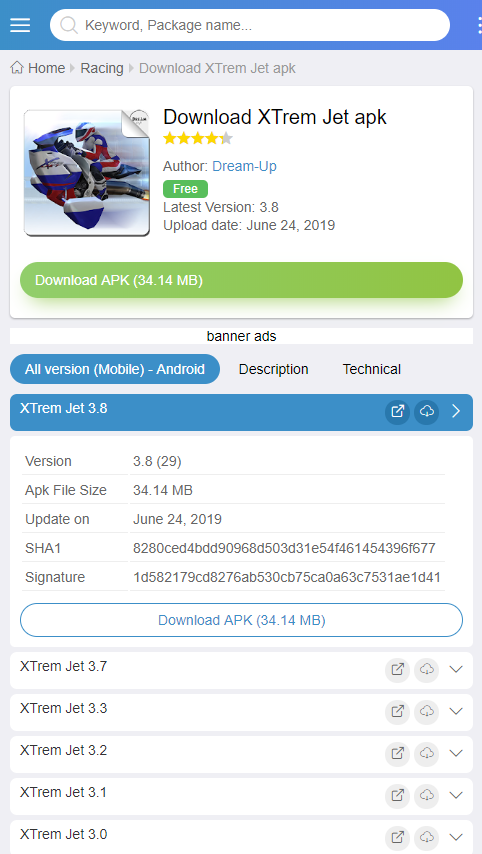 Keyword, Package name...
Home Racing Download XTrem Jet apk
Download XTrem Jet apk
Author: Dream-Up
Free
Latest Version: 3.8
Upload date: June 24, 2019
Download APK (34.14 MB)
banner ads
All version (Mobile) - Android Description Technical
XTrem Jet 3.8
Version 3.8 (29)
Apk File Size 34.14 MB
Update on June 24, 2019
SHA1 8280ced4bdd90968d503d31e54f461454396f677
Signature 1d582179cd8276ab530cb75ca0a63c7531ae1d41
Download APK (34.14 MB)
XTrem Jet 3.7
XTrem Jet 3.3
XTrem Jet 3.2
XTrem Jet 3.1
XTrem Jet 3.0